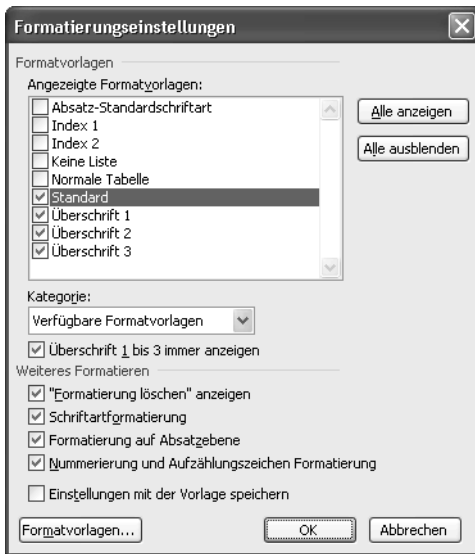 Formatierungseinstellungen
Formatvorlagen
Angezeigte Formatvorlagen:
Absatz-Standardschriftart
Index 1
Index 2
Keine Liste
Normale Tabelle
Standard
Überschrift 1
Überschrift 2
Überschrift 3
Alle anzeigen
Alle ausblenden
Kategorie:
Verfügbare Formatvorlagen
Überschrift 1 bis 3 immer anzeigen
Weiteres Formatieren
"Formatierung löschen" anzeigen
Schriftartformatierung
Formatierung auf Absatzebene
Nummerierung und Aufzählungszeichen Formatierung
Einstellungen mit der Vorlage speichern
Formatvorlagen...
OK
Abbrechen